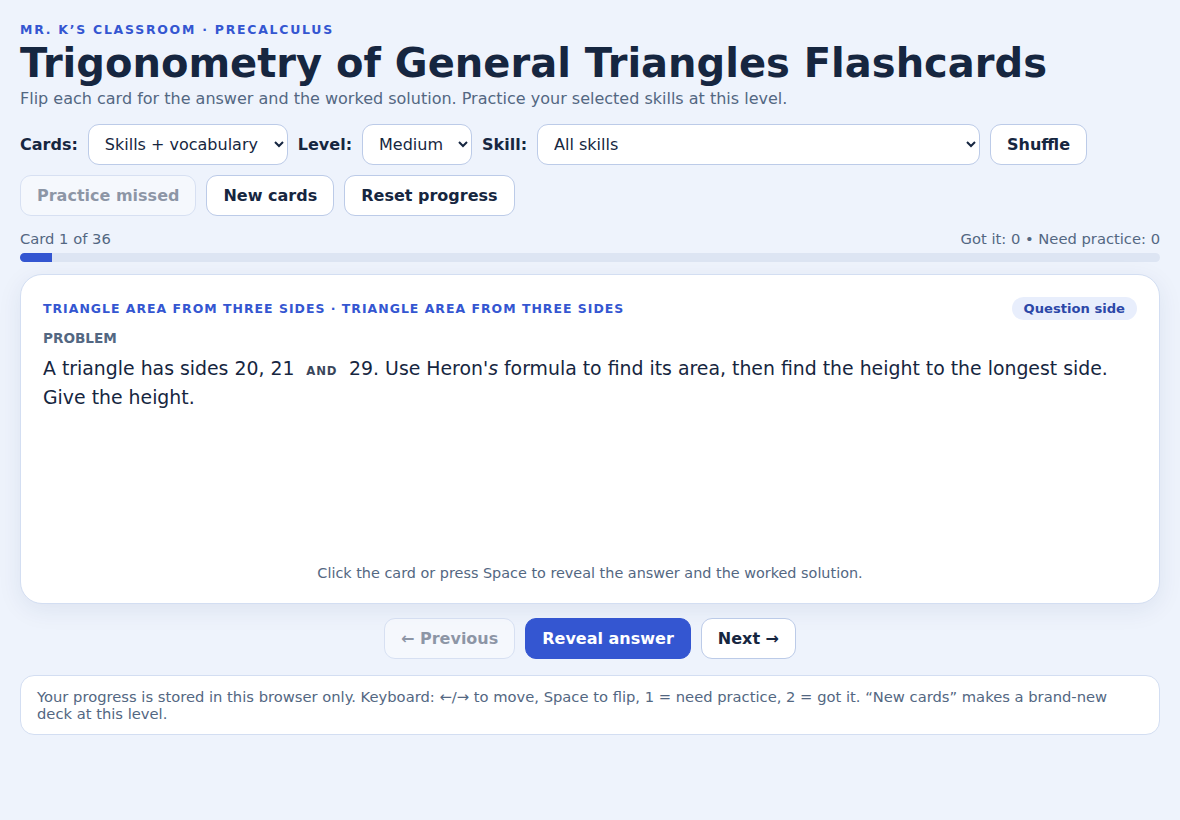 MR. K’S CLASSROOM · PRECALCULUS
Trigonometry of General Triangles Flashcards
Flip each card for the answer and the worked solution. Practice your selected skills at this level.
Cards: Skills + vocabulary Level: Medium Skill: All skills Shuffle
Practice missed New cards Reset progress
Card 1 of 36 Got it: 0 • Need practice: 0
TRIANGLE AREA FROM THREE SIDES · TRIANGLE AREA FROM THREE SIDES Question side
PROBLEM
A triangle has sides 20, 21 AND 29. Use Heron's formula to find its area, then find the height to the longest side.
Give the height.
Click the card or press Space to reveal the answer and the worked solution.
← Previous Reveal answer Next →
Your progress is stored in this browser only. Keyboard: ←/→ to move, Space to flip, 1 = need practice, 2 = got it. “New cards” makes a brand-new
deck at this level.